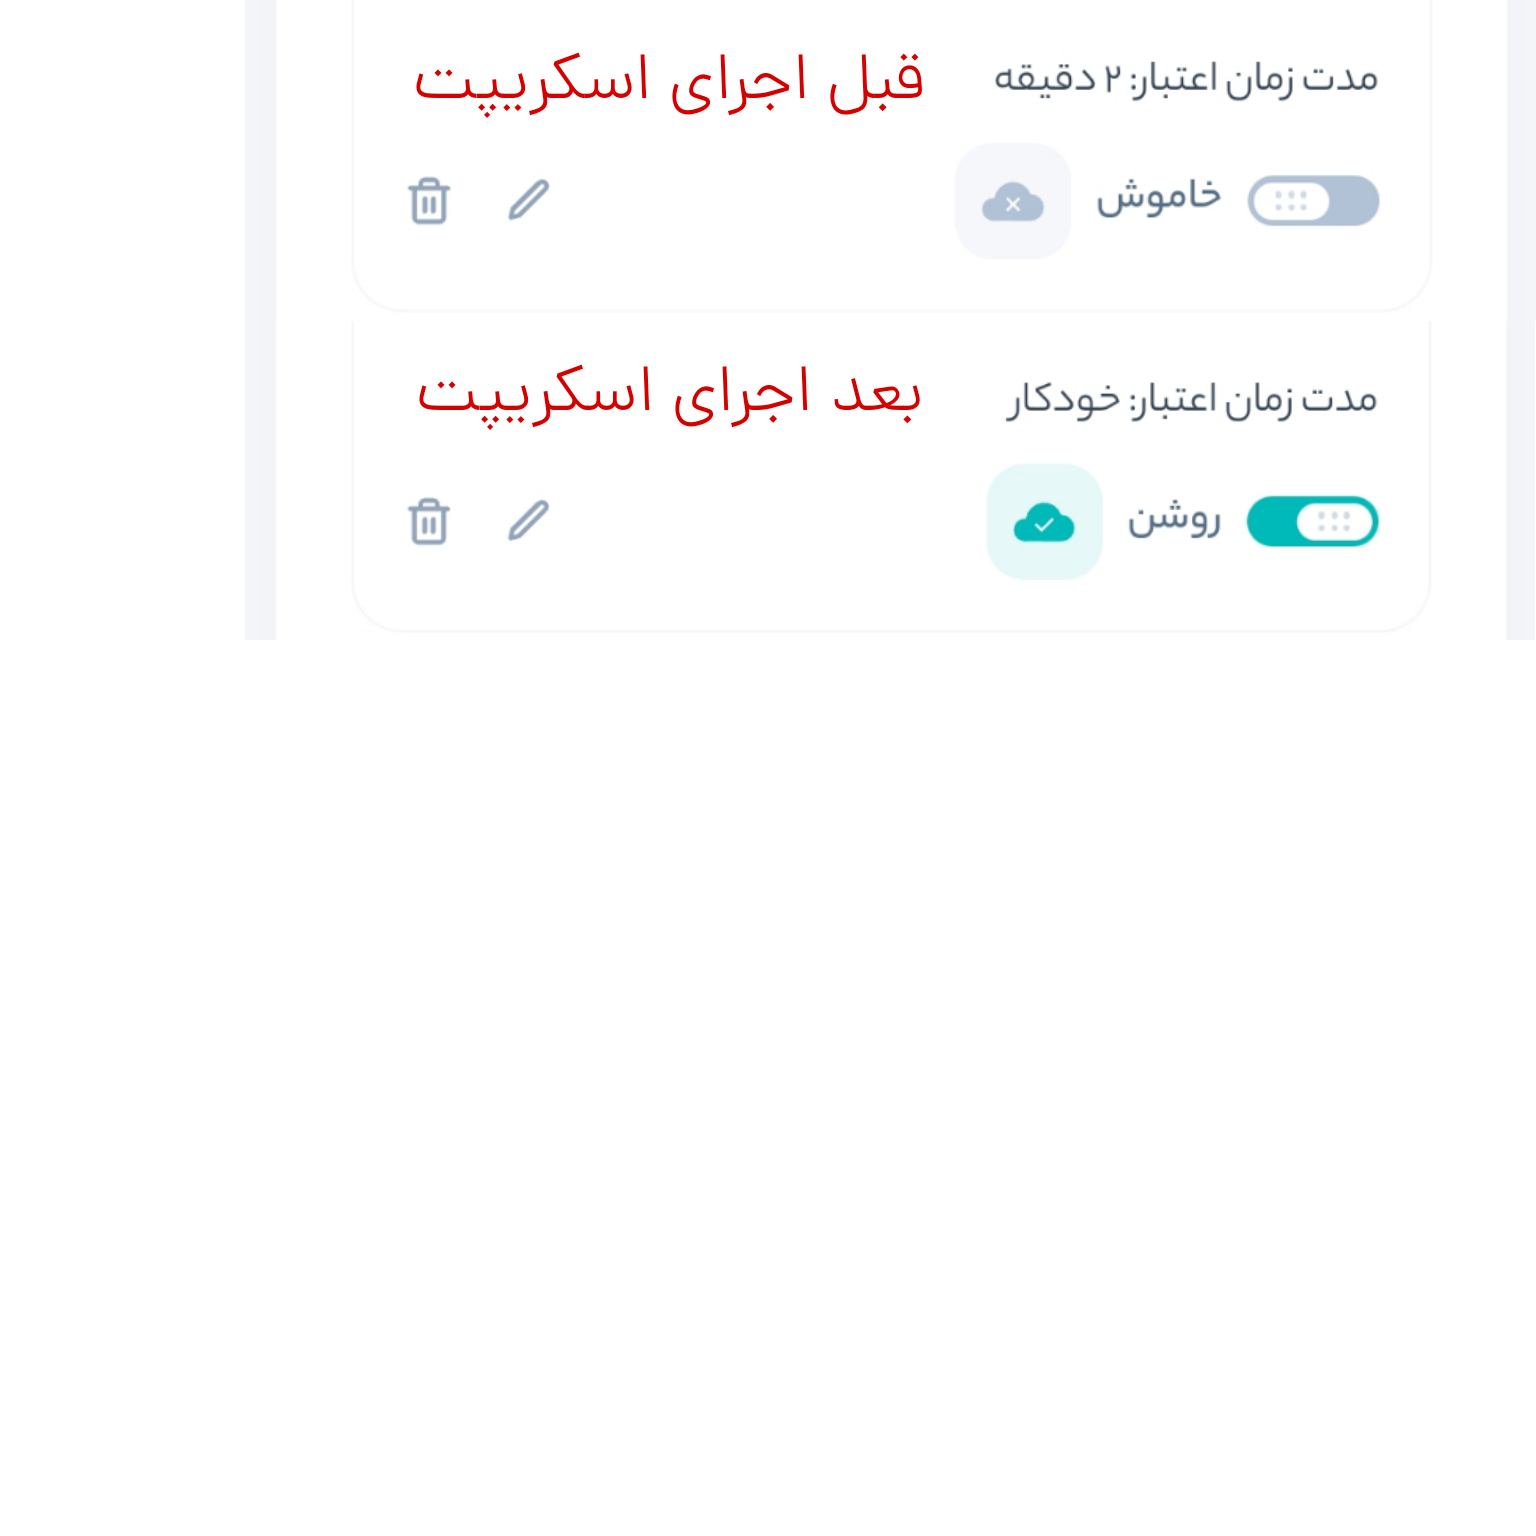 مدت زمان اعتبار: ۲ دقیقه
قبل اجرای اسکریپت
خاموش
مدت زمان اعتبار: خودکار
بعد اجرای اسکریپت
روشن